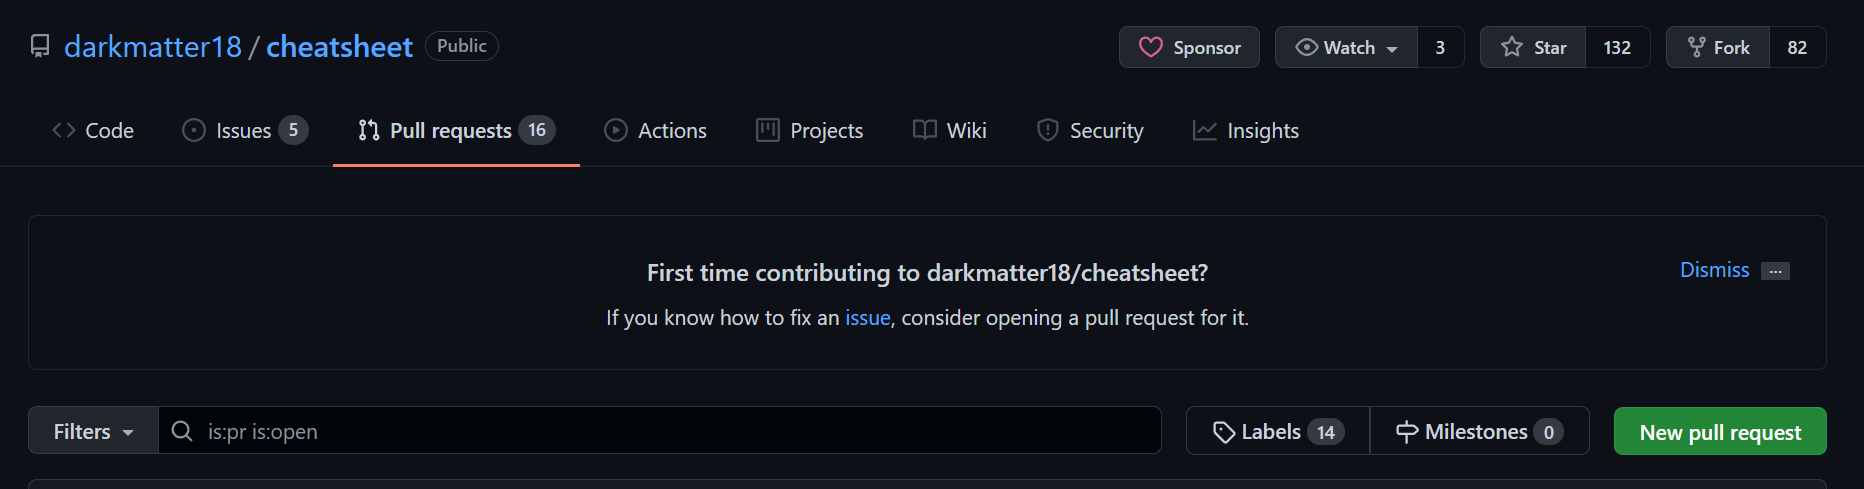 darkmatter18 / cheatsheet Public Sponsor Watch 3 Star 132 Fork 82
Code Issues 5 Pull requests 16 Actions Projects Wiki Security Insights
First time contributing to darkmatter18/cheatsheet? Dismiss ...
If you know how to fix an issue, consider opening a pull request for it.
Filters is:pr is:open Labels 14 Milestones 0 New pull request